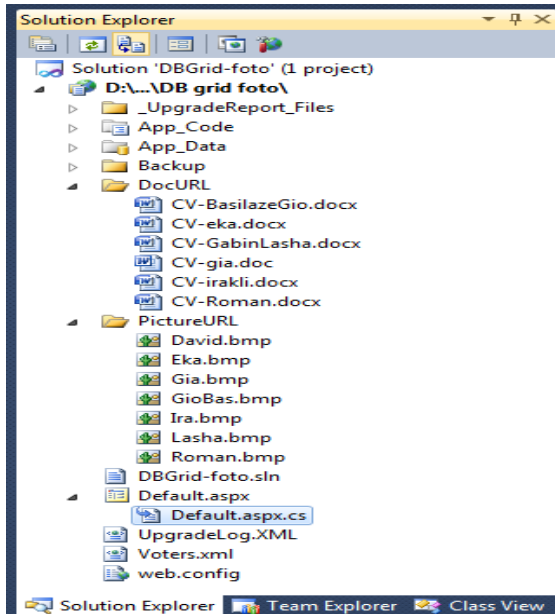 Solution Explorer
Solution 'DBGrid-foto' (1 project)
D:\...\DB grid foto\
_UpgradeReport_Files
App_Code
App_Data
Backup
DocURL
CV-BasilazeGio.docx
CV-eka.docx
CV-GabinLasha.docx
CV-gia.doc
CV-irakli.docx
CV-Roman.docx
PictureURL
David.bmp
Eka.bmp
Gia.bmp
GioBas.bmp
Ira.bmp
Lasha.bmp
Roman.bmp
DBGrid-foto.sln
Default.aspx
Default.aspx.cs
UpgradeLog.XML
Voters.xml
web.config
Solution Explorer Team Explorer Class View